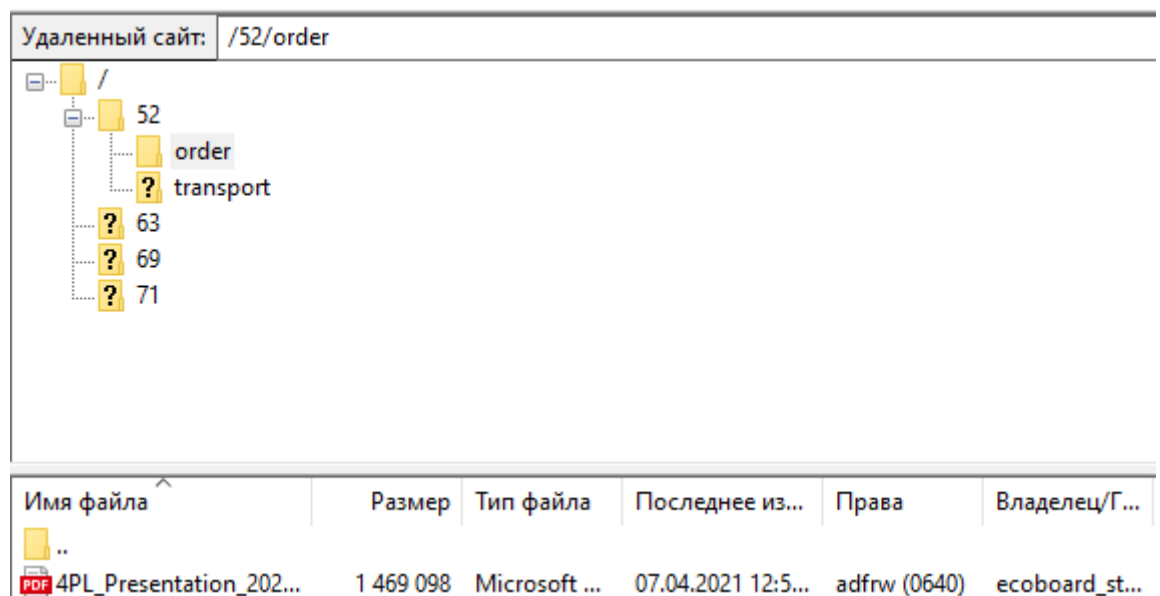 Удаленный сайт: /52/order
/
52
order
? transport
? 63
? 69
? 71
Имя файла Размер Тип файла Последнее из... Права Владелец/Г...
..
PDF 4PL_Presentation_202... 1 469 098 Microsoft ... 07.04.2021 12:5... adfrw (0640) ecoboard_st...